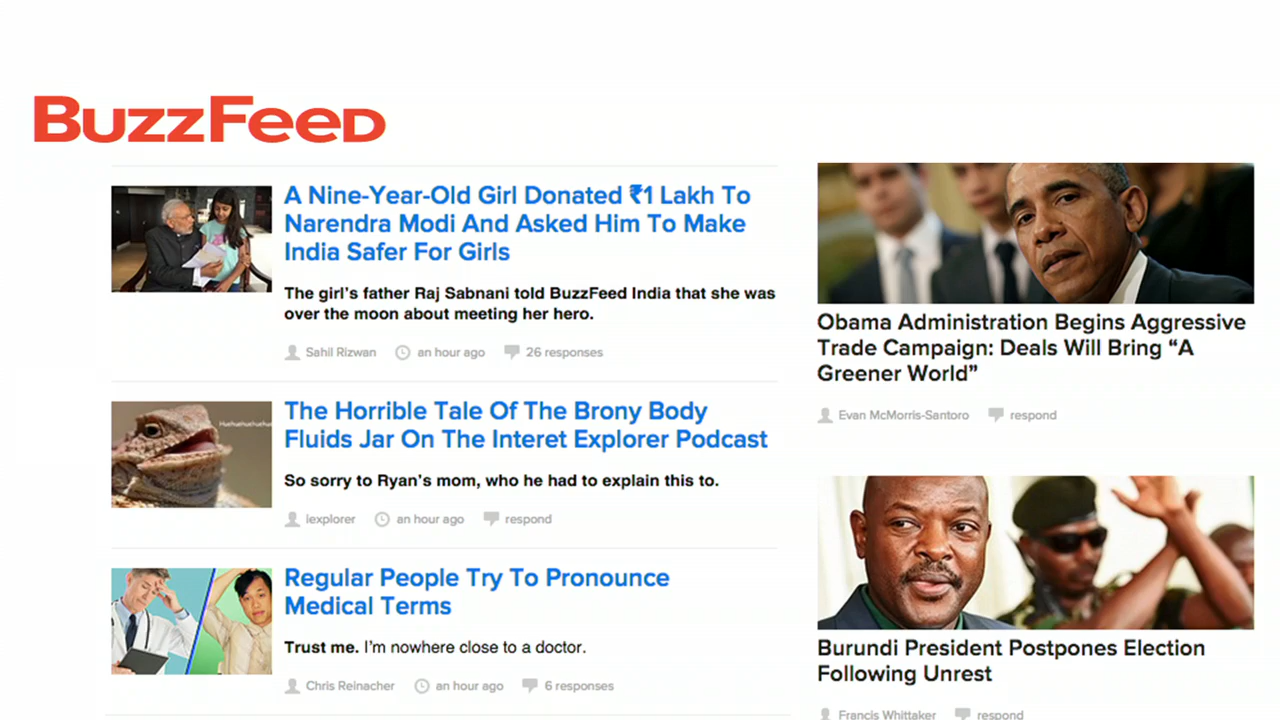 BuzzFeed
A Nine-Year-Old Girl Donated ₹1 Lakh To
Narendra Modi And Asked Him To Make
India Safer For Girls
The girl's father Raj Sabnani told BuzzFeed India that she was
over the moon about meeting her hero.
Sahil Rizwan an hour ago 26 responses
Huehuehuehuehue
The Horrible Tale Of The Brony Body
Fluids Jar On The Interet Explorer Podcast
So sorry to Ryan's mom, who he had to explain this to.
iexplorer an hour ago respond
Regular People Try To Pronounce
Medical Terms
Trust me. I'm nowhere close to a doctor.
Chris Reinacher an hour ago 6 responses
Obama Administration Begins Aggressive
Trade Campaign: Deals Will Bring “A
Greener World”
Evan McMorris-Santoro respond
Burundi President Postpones Election
Following Unrest
Francis Whittaker respond